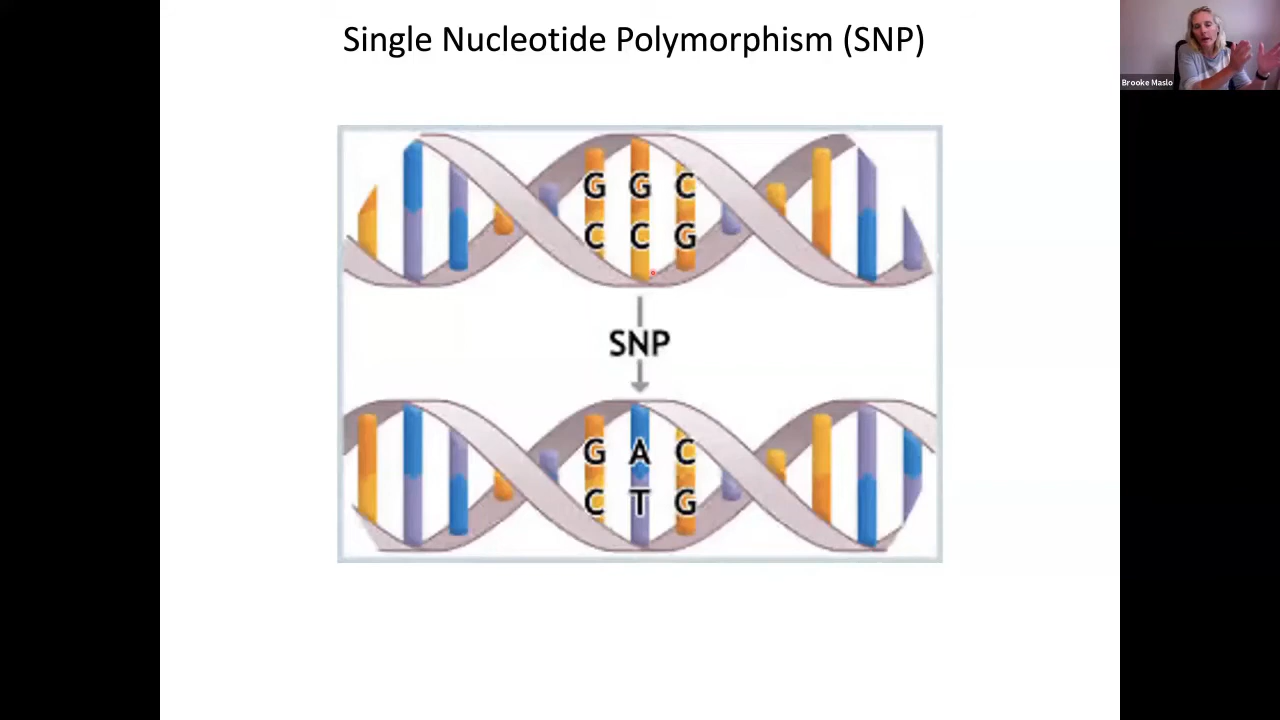 Single Nucleotide Polymorphism (SNP)
Brooke Maslo
G G C
C C G
SNP
G A C
C T G